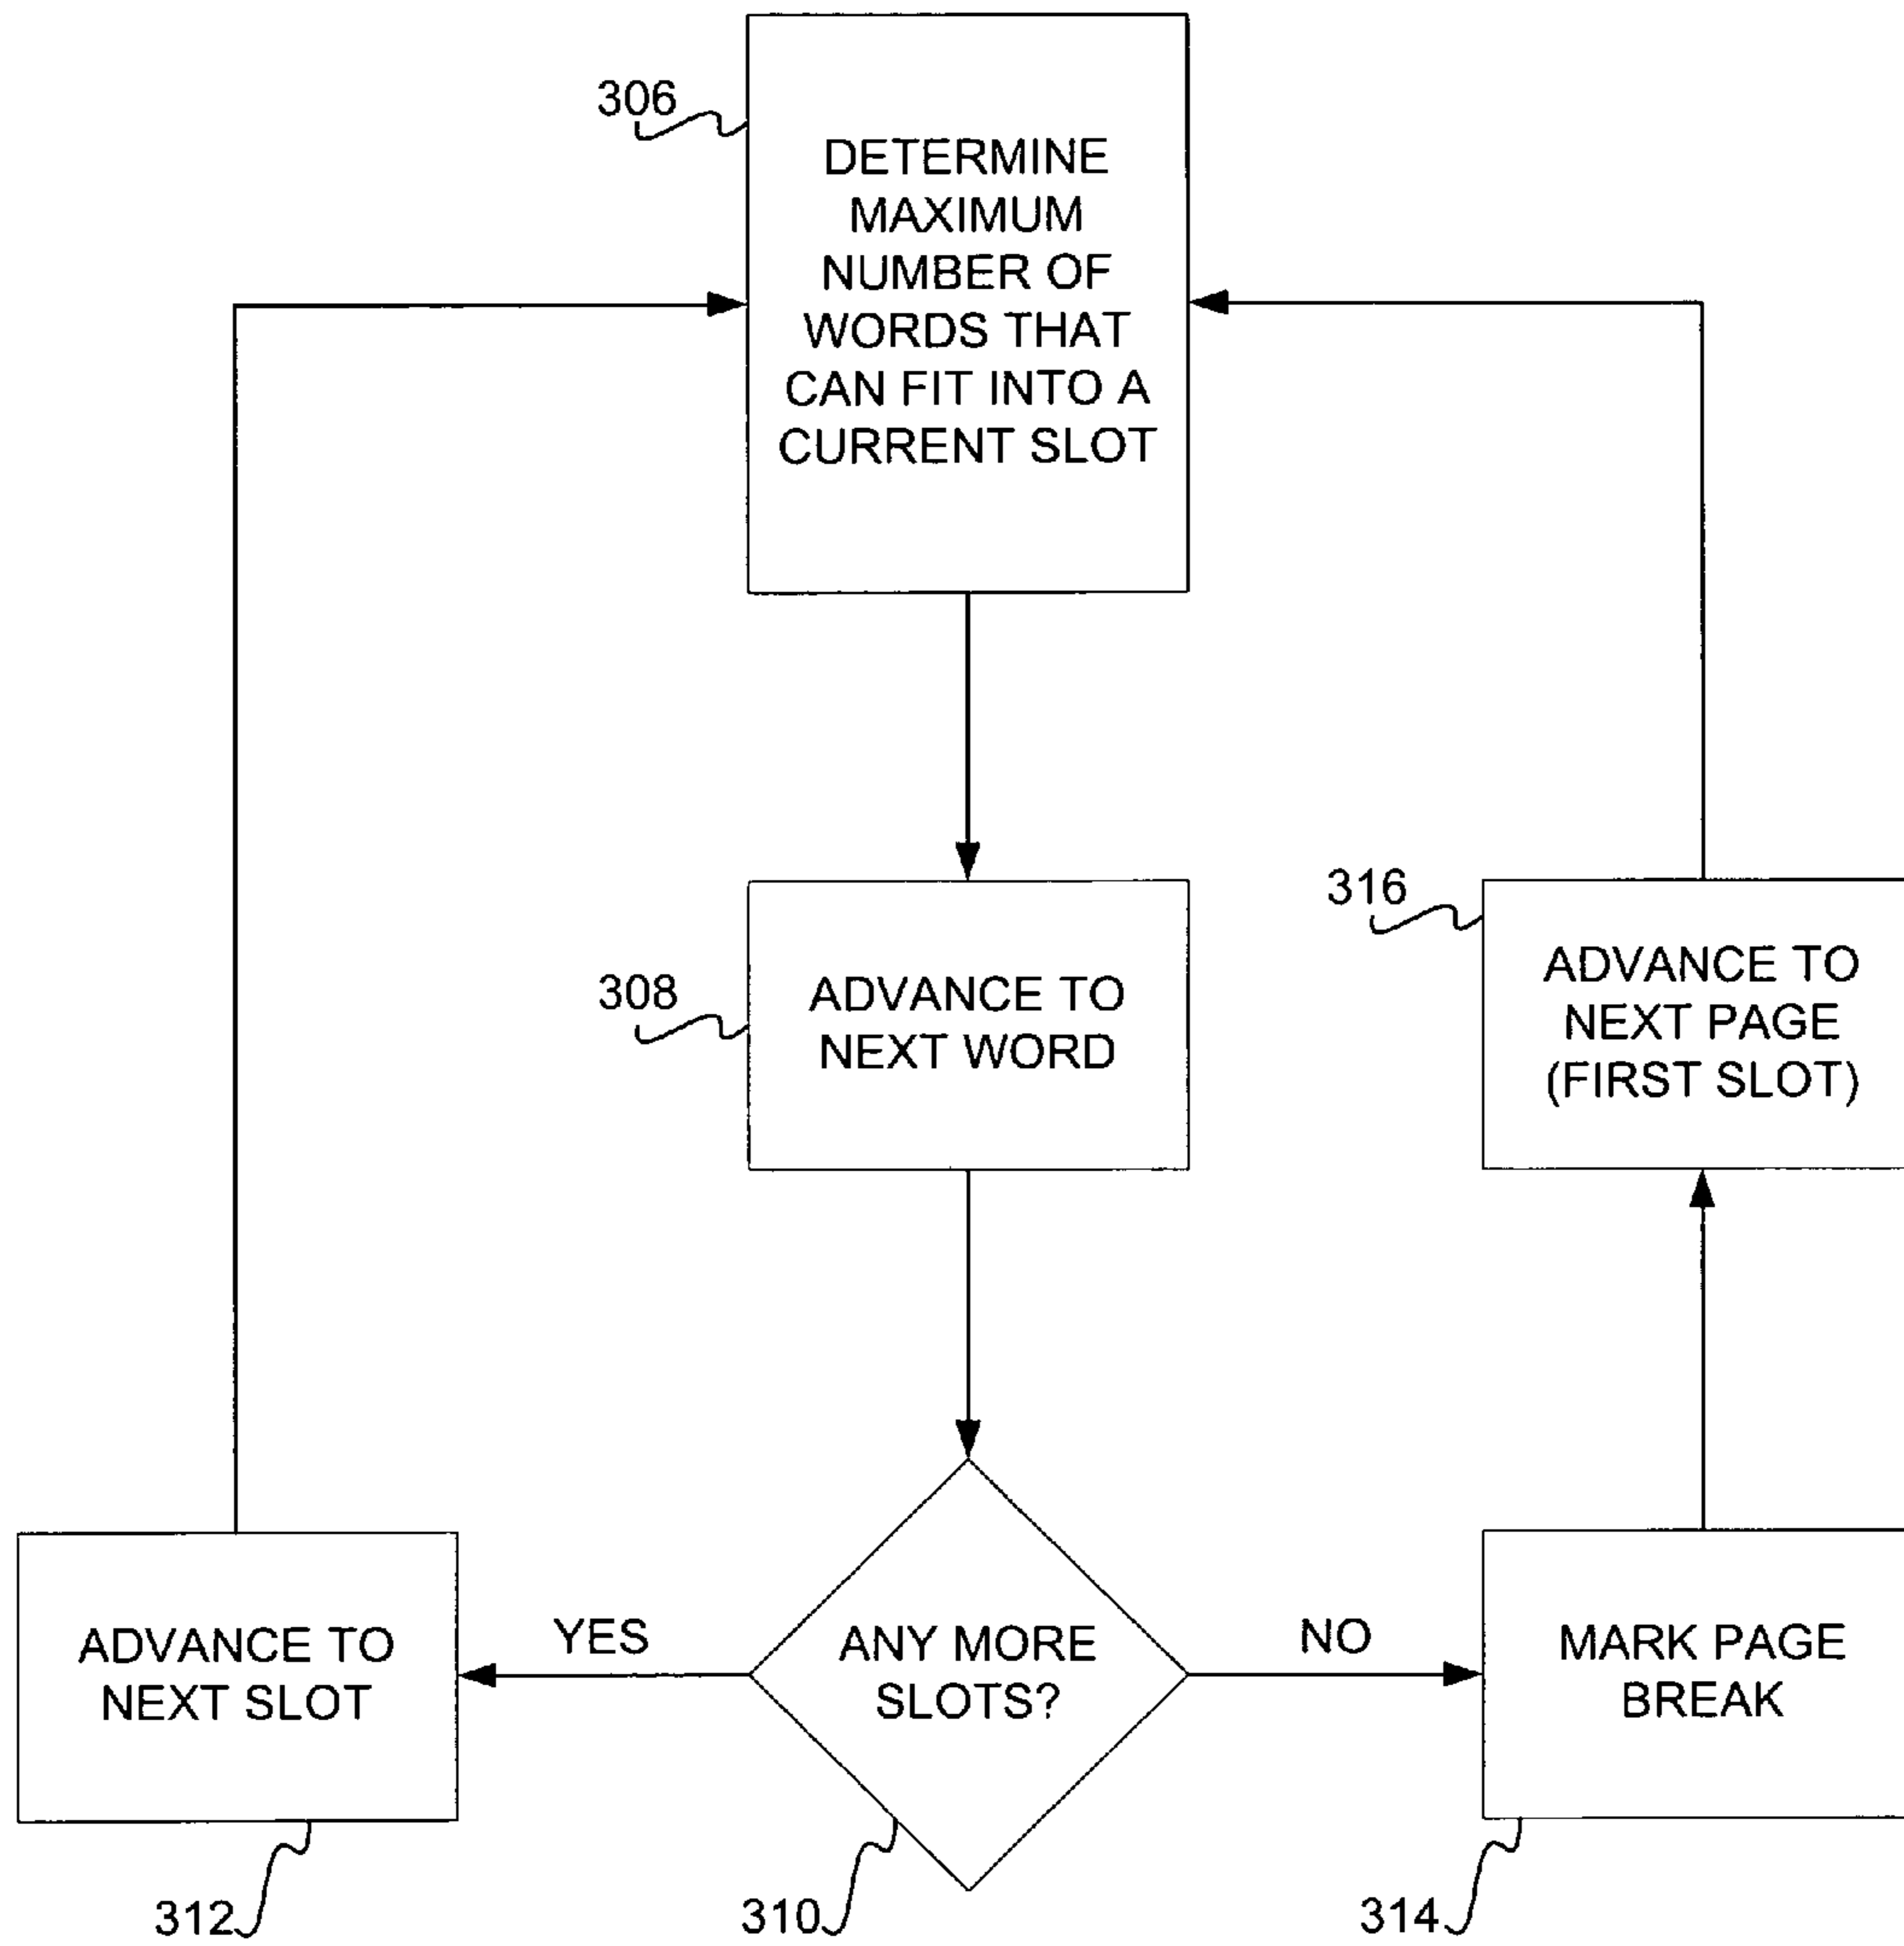 306
DETERMINE
MAXIMUM
NUMBER OF
WORDS THAT
CAN FIT INTO A
CURRENT SLOT
308
ADVANCE TO
NEXT WORD
316
ADVANCE TO
NEXT PAGE
(FIRST SLOT)
ADVANCE TO
NEXT SLOT
YES
ANY MORE
SLOTS?
NO
MARK PAGE
BREAK
312
310
314